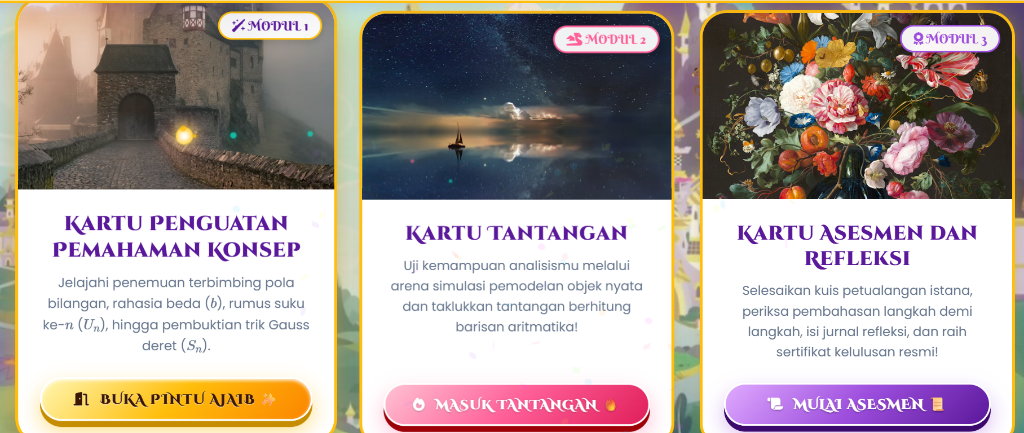 MODUL 1
KARTU PENGUATAN
PEMAHAMAN KONSEP
Jelajahi penemuan terbimbing pola
bilangan, rahasia beda (b), rumus suku
ke-n (Uₙ), hingga pembuktian trik Gauss
deret (Sₙ).
BUKA PINTU AJAIB
MODUL 2
KARTU TANTANGAN
Uji kemampuan analisismu melalui
arena simulasi pemodelan objek nyata
dan taklukkan tantangan berhitung
barisan aritmatika!
MASUK TANTANGAN
MODUL 3
KARTU ASESMEN DAN
REFLEKSI
Selesaikan kuis petualangan istana,
periksa pembahasan langkah demi
langkah, isi jurnal refleksi, dan raih
sertifikat kelulusan resmi!
MULAI ASESMEN